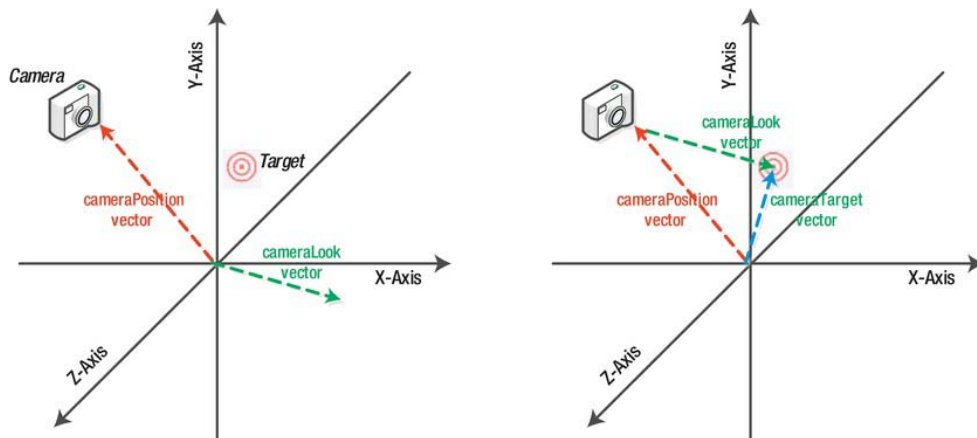 Camera
Y-Axis
Target
cameraPosition
vector
cameraLook
vector
X-Axis
Z-Axis
Y-Axis
cameraLook
vector
cameraPosition
vector
cameraTarget
vector
X-Axis
Z-Axis